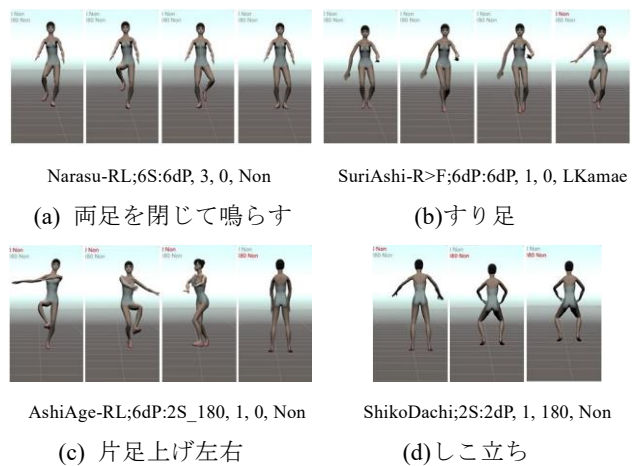 Narasu-RL;6S:6dP, 3, 0, Non
(a) 両足を閉じて鳴らす
SuriAshi-R>F;6dP:6dP, 1, 0, LKamae
(b)すり足
AshiAge-RL;6dP:2S_180, 1, 0, Non
(c) 片足上げ左右
ShikoDachi;2S:2dP, 1, 180, Non
(d)しこ立ち